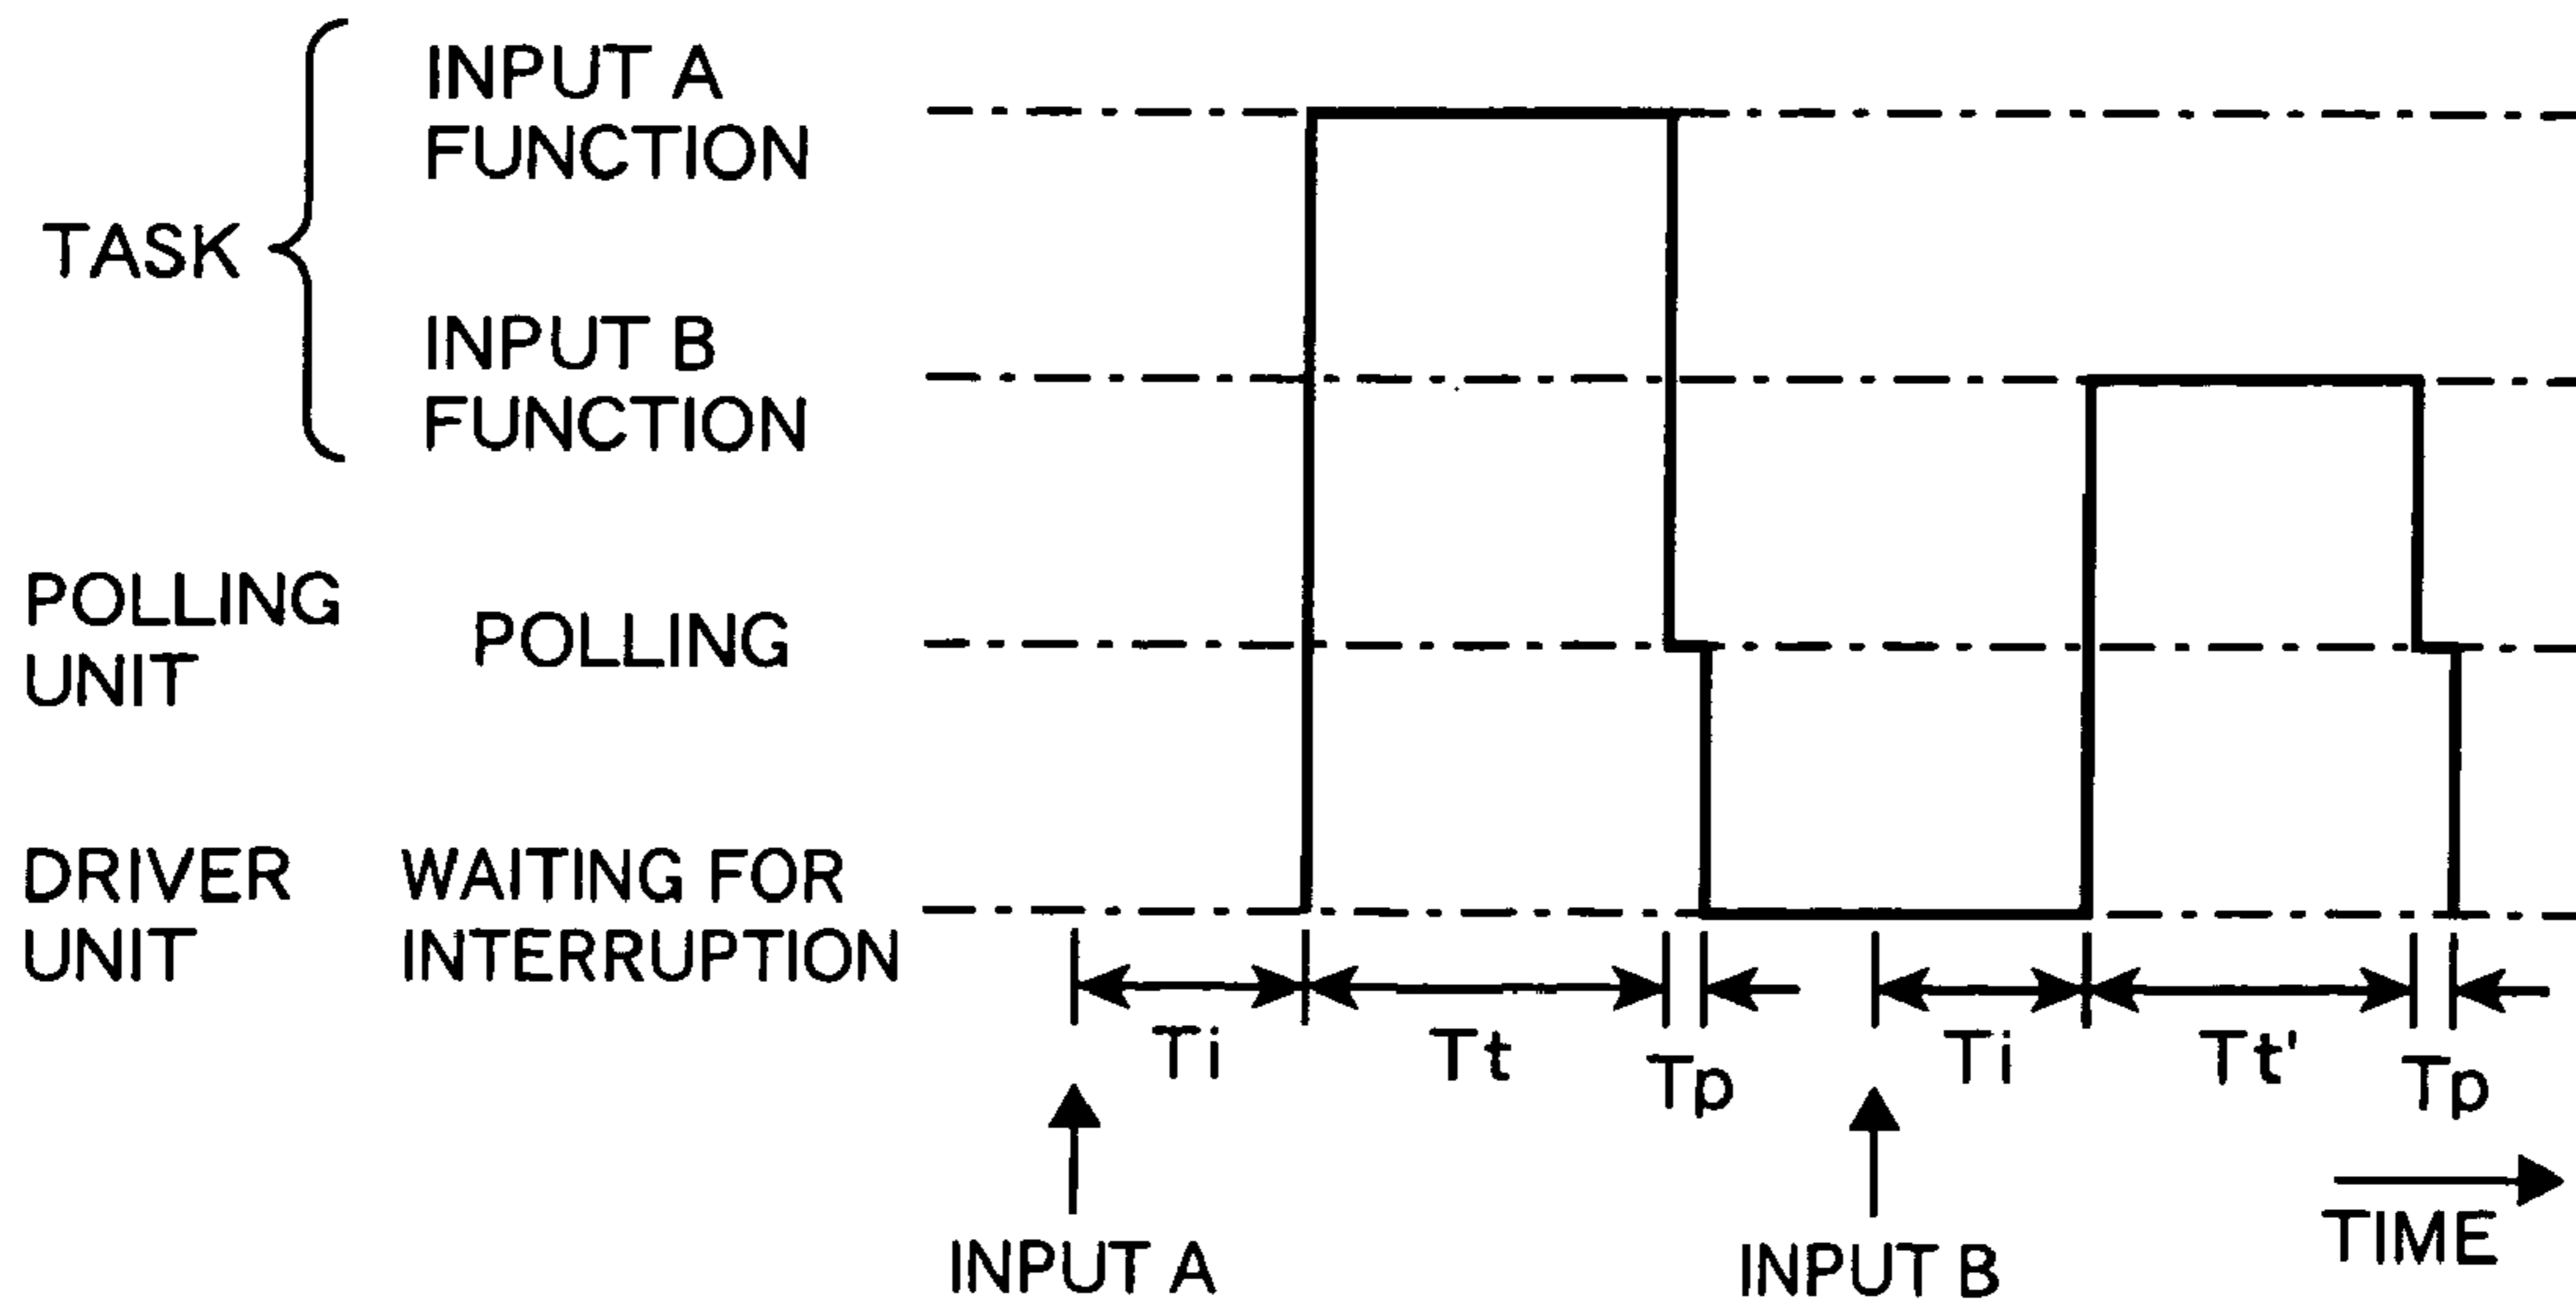 INPUT A
FUNCTION
TASK
INPUT B
FUNCTION
POLLING
UNIT
POLLING
DRIVER
UNIT
WAITING FOR
INTERRUPTION
Ti
Tt
Tp
Ti
Tt'
Tp
INPUT A
INPUT B
TIME